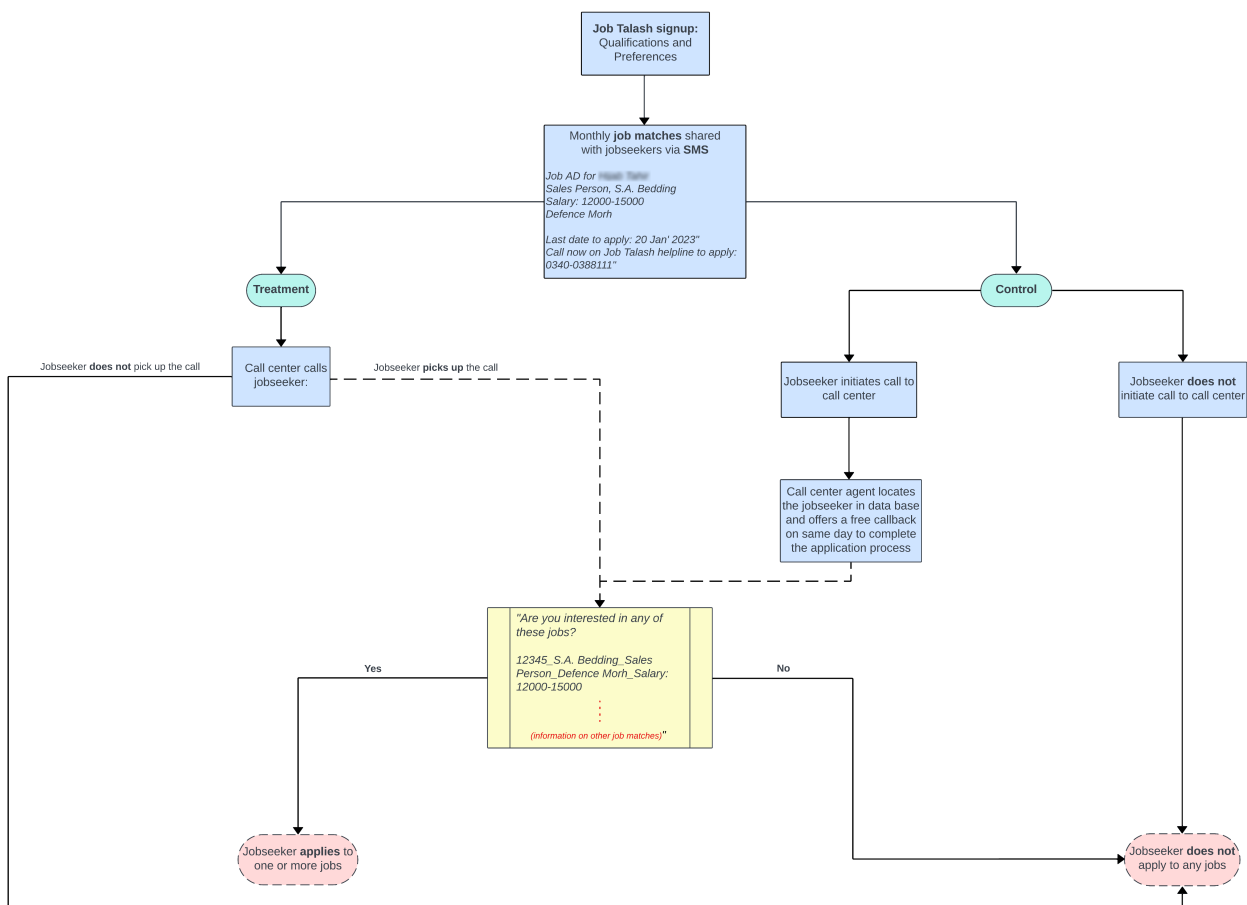 Job Talash signup:
Qualifications and
Preferences
Monthly job matches shared
with jobseekers via SMS
Job AD for
Sales Person, S.A. Bedding
Salary: 12000-15000
Defence Morh
Last date to apply: 20 Jan' 2023"
Call now on Job Talash helpline to apply:
0340-0388111"
Treatment
Control
Jobseeker does not pick up the call
Call center calls
jobseeker:
Jobseeker picks up the call
Jobseeker initiates call to
call center
Jobseeker does not
initiate call to call center
Call center agent locates
the jobseeker in data base
and offers a free callback
on same day to complete
the application process
"Are you interested in any of
these jobs?
12345_S.A. Bedding_Sales
Person_Defence Morh_Salary:
12000-15000
(information on other job matches)"
Yes
No
Jobseeker applies to
one or more jobs
Jobseeker does not
apply to any jobs